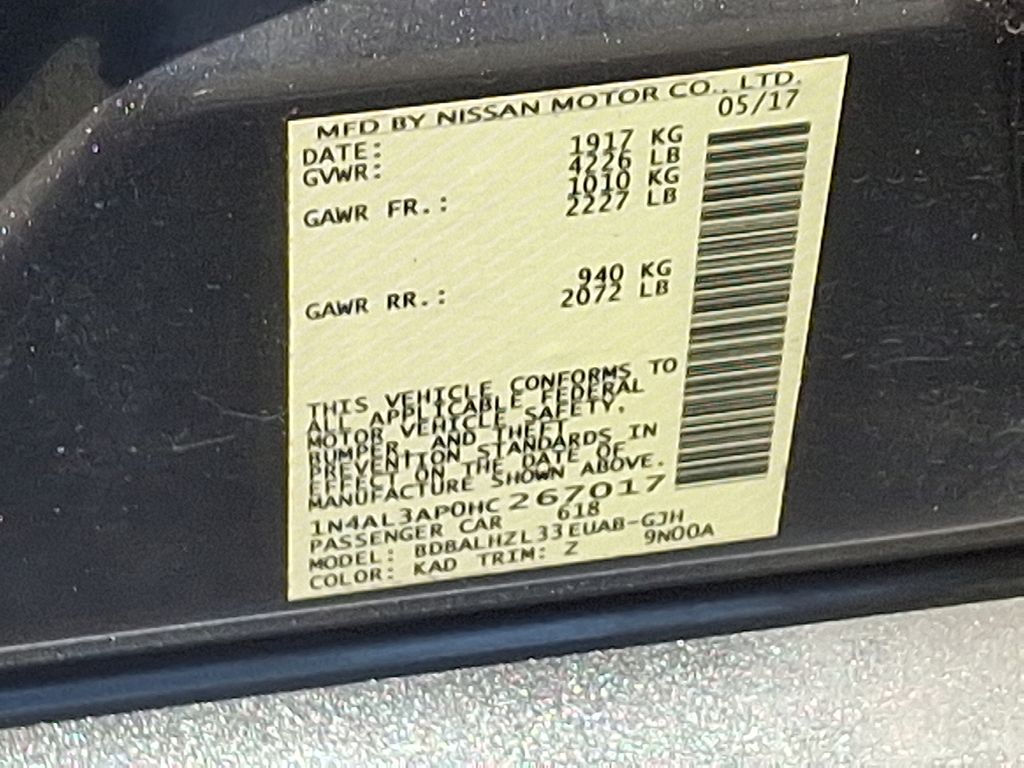 MFD BY NISSAN MOTOR CO., LTD.
DATE: 05/17
GVWR: 1917 KG
4226 LB
GAWR FR.: 1010 KG
2227 LB
GAWR RR.: 940 KG
2072 LB
THIS VEHICLE CONFORMS TO
ALL APPLICABLE FEDERAL
MOTOR VEHICLE SAFETY,
BUMPER, AND THEFT
PREVENTION STANDARDS IN
EFFECT ON THE DATE OF
MANUFACTURE SHOWN ABOVE.
1N4AL3AP0HC267017
PASSENGER CAR 618
MODEL: BDBALHZL33EUAB-GJH
COLOR: KAD TRIM: Z 9N00A